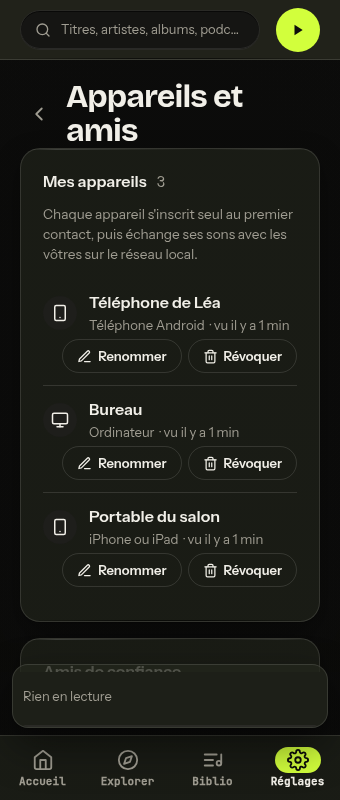 Titres, artistes, albums, podc...
Appareils et
amis
Mes appareils 3
Chaque appareil s'inscrit seul au premier
contact, puis échange ses sons avec les
vôtres sur le réseau local.
Téléphone de Léa
Téléphone Android · vu il y a 1 min
Renommer Révoquer
Bureau
Ordinateur · vu il y a 1 min
Renommer Révoquer
Portable du salon
iPhone ou iPad · vu il y a 1 min
Renommer Révoquer
Amis de confiance
Rien en lecture
Accueil Explorer Biblio Réglages